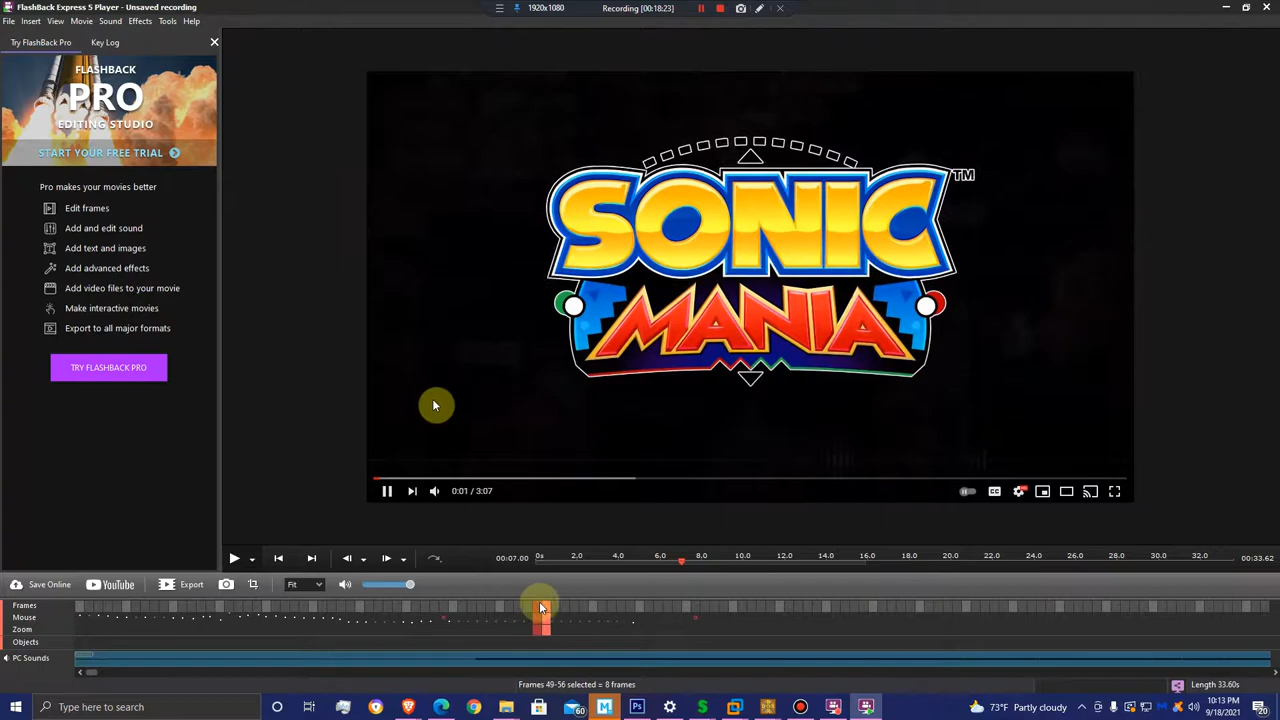 FlashBack Express 5 Player - Unsaved recording
1920x1080
Recording [00:18:23]
File Insert View Movie Sound Effects Tools Help
Try FlashBack Pro
Key Log
FLASHBACK
PRO
EDITING STUDIO
START YOUR FREE TRIAL
Pro makes your movies better
Edit frames
Add and edit sound
Add text and images
Add advanced effects
Add video files to your movie
Make interactive movies
Export to all major formats
TRY FLASHBACK PRO
SONIC
TM
MANIA
0:01 / 3:07
CC
00:07.00
0s 2,0 4,0 6,0 8,0 10,0 12,0 14,0 16,0 18,0 20,0 22,0 24,0 26,0 28,0 30,0 32,0
00:33.62
Save Online
YouTube
Export
Fit
Frames
Mouse
Zoom
Objects
PC Sounds
Frames 49-56 selected = 8 frames
Length 33.60s
Type here to search
60
M
Ps
S
73°F Partly cloudy
10:13 PM
9/18/2021
20